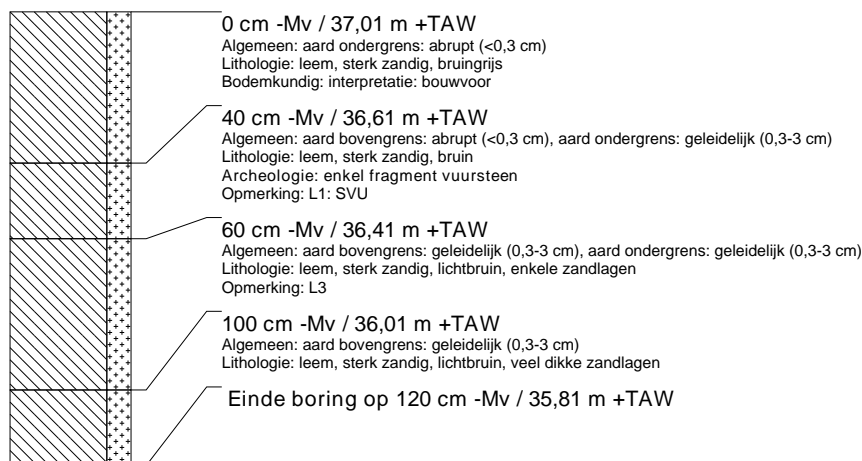 0 cm -Mv / 37,01 m +TAW
Algemeen: aard ondergrens: abrupt (<0,3 cm)
Lithologie: leem, sterk zandig, bruingrijs
Bodemkundig: interpretatie: bouwvoor
40 cm -Mv / 36,61 m +TAW
Algemeen: aard bovengrens: abrupt (<0,3 cm), aard ondergrens: geleidelijk (0,3-3 cm)
Lithologie: leem, sterk zandig, bruin
Archeologie: enkel fragment vuursteen
Opmerking: L1: SVU
60 cm -Mv / 36,41 m +TAW
Algemeen: aard bovengrens: geleidelijk (0,3-3 cm), aard ondergrens: geleidelijk (0,3-3 cm)
Lithologie: leem, sterk zandig, lichtbruin, enkele zandlagen
Opmerking: L3
100 cm -Mv / 36,01 m +TAW
Algemeen: aard bovengrens: geleidelijk (0,3-3 cm)
Lithologie: leem, sterk zandig, lichtbruin, veel dikke zandlagen
Einde boring op 120 cm -Mv / 35,81 m +TAW